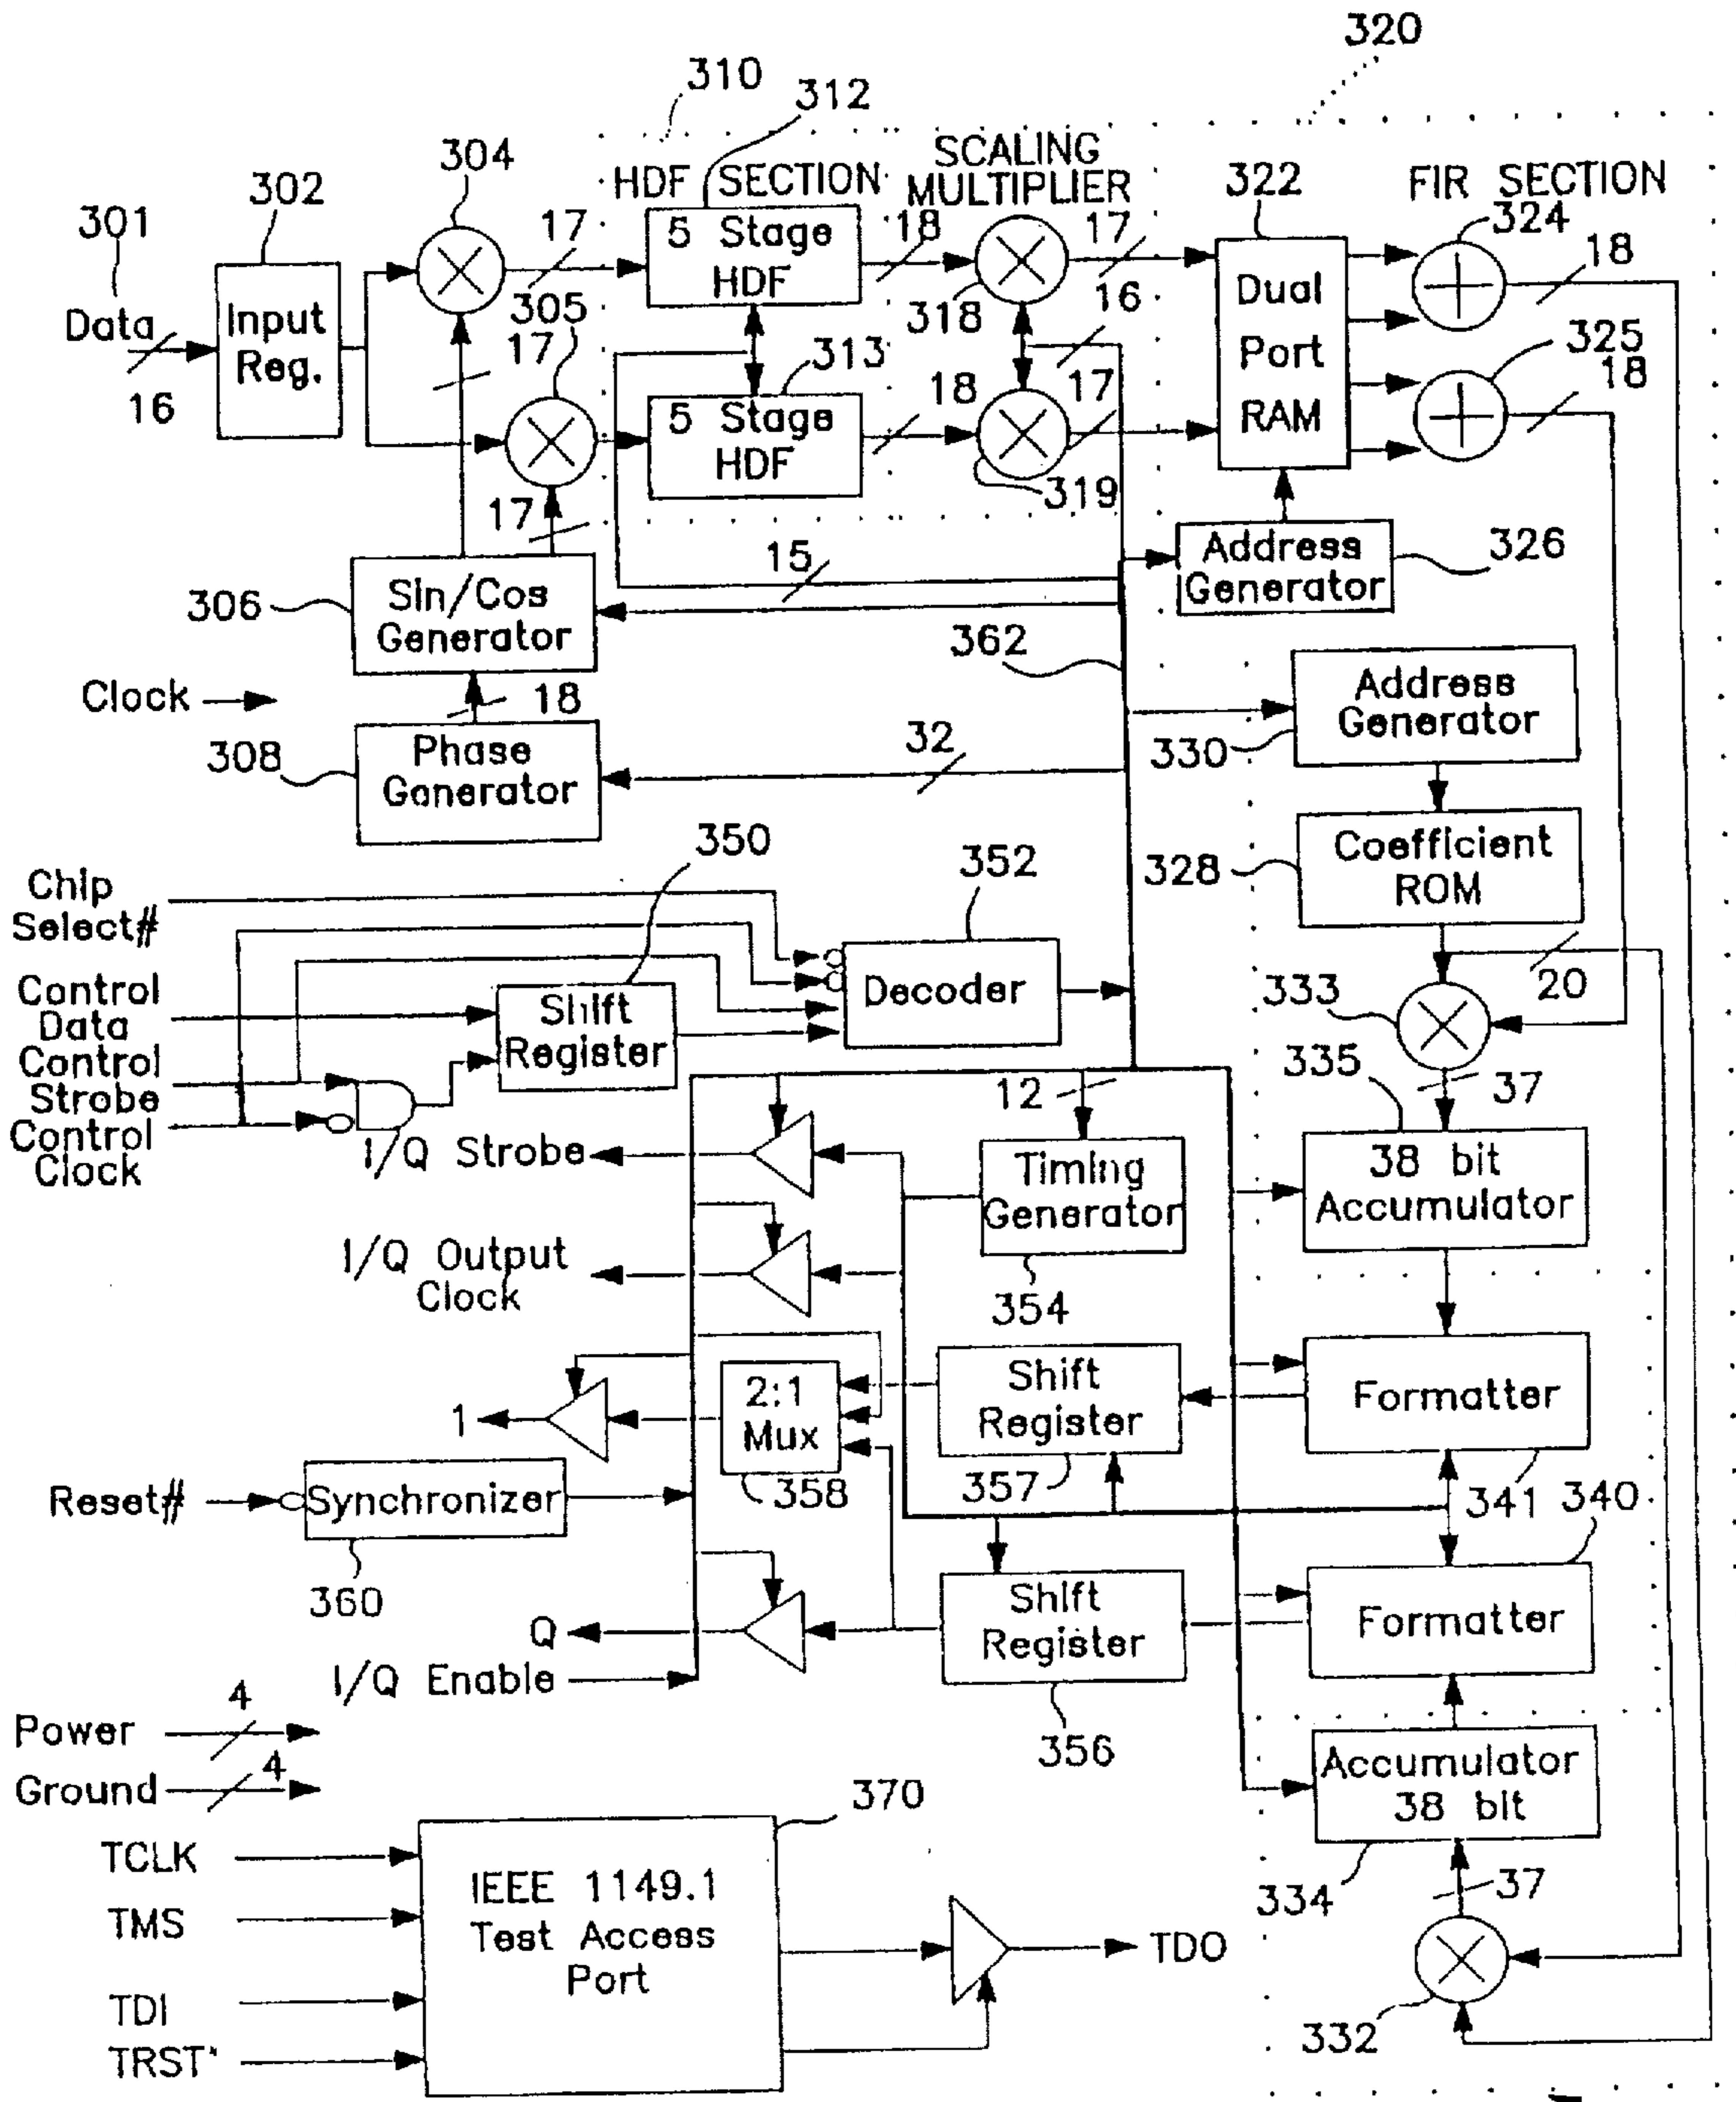 320
310
312
304
HDF SECTION
SCALING
MULTIPLIER
322
FIR SECTION
301
302
324
17
5 Stage
HDF
18
17
18
Data
16
Input
Reg.
305
17
318
16
Dual
Port
RAM
313
325
18
5 Stage
HDF
18
17
319
17
15
Address
Generator
326
306
Sin/Cos
Generator
362
Clock
18
Address
Generator
330
308
Phase
Ganerator
32
350
352
328
Coefficient
ROM
Chip
Select#
Control
Data
Shift
Register
Decoder
20
333
Control
Strobe
335
37
Control
Clock
I/Q Strobe
12
Timing
Generator
38 bit
Accumulator
I/Q Output
Clock
354
1
2:1
Mux
Shift
Register
Formatter
Reset#
Synchronizer
358
357
341
340
360
Q
Shift
Register
Formatter
I/Q Enable
Power
4
356
Ground
4
Accumulator
38 bit
370
TCLK
334
37
TMS
IEEE 1149.1
Test Access
Port
TDO
TDI
332
TRST'